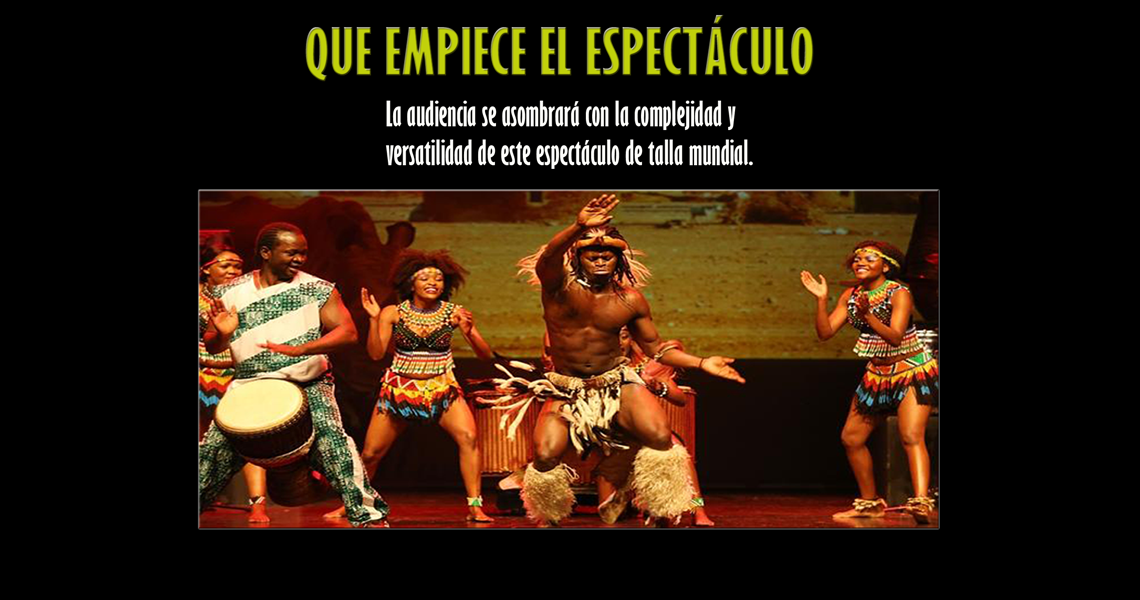 QUE EMPIECE EL ESPECTÁCULO
La audiencia se asombrará con la complejidad y
versatilidad de este espectáculo de talla mundial.